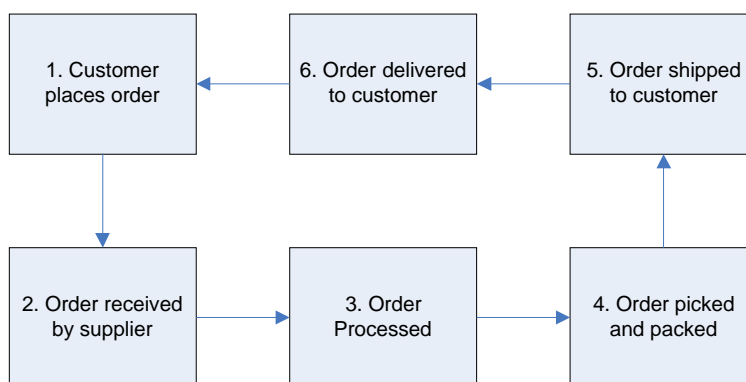 1. Customer
places order
6. Order delivered
to customer
5. Order shipped
to customer
2. Order received
by supplier
3. Order
Processed
4. Order picked
and packed